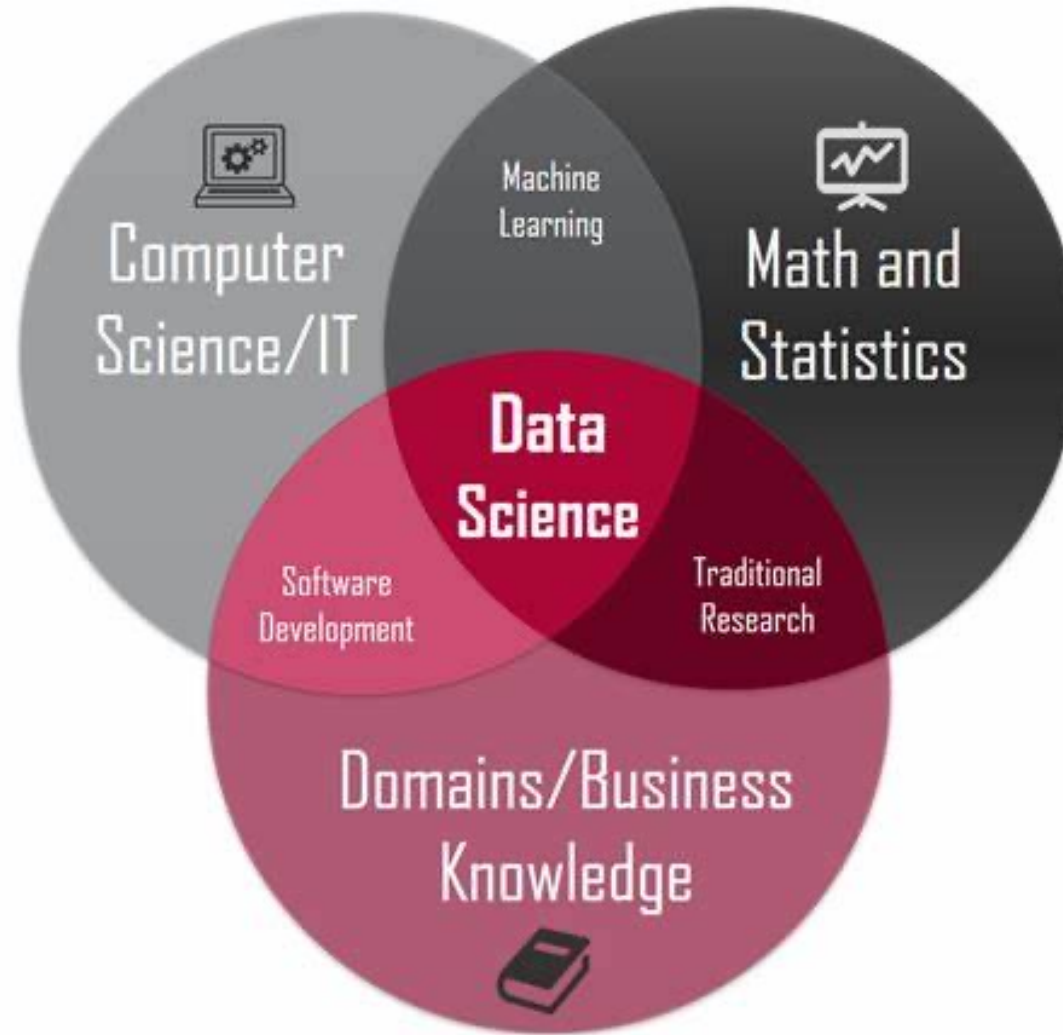 Machine
Learning
Computer
Science/IT
Math and
Statistics
Data
Science
Software
Development
Traditional
Research
Domains/Business
Knowledge